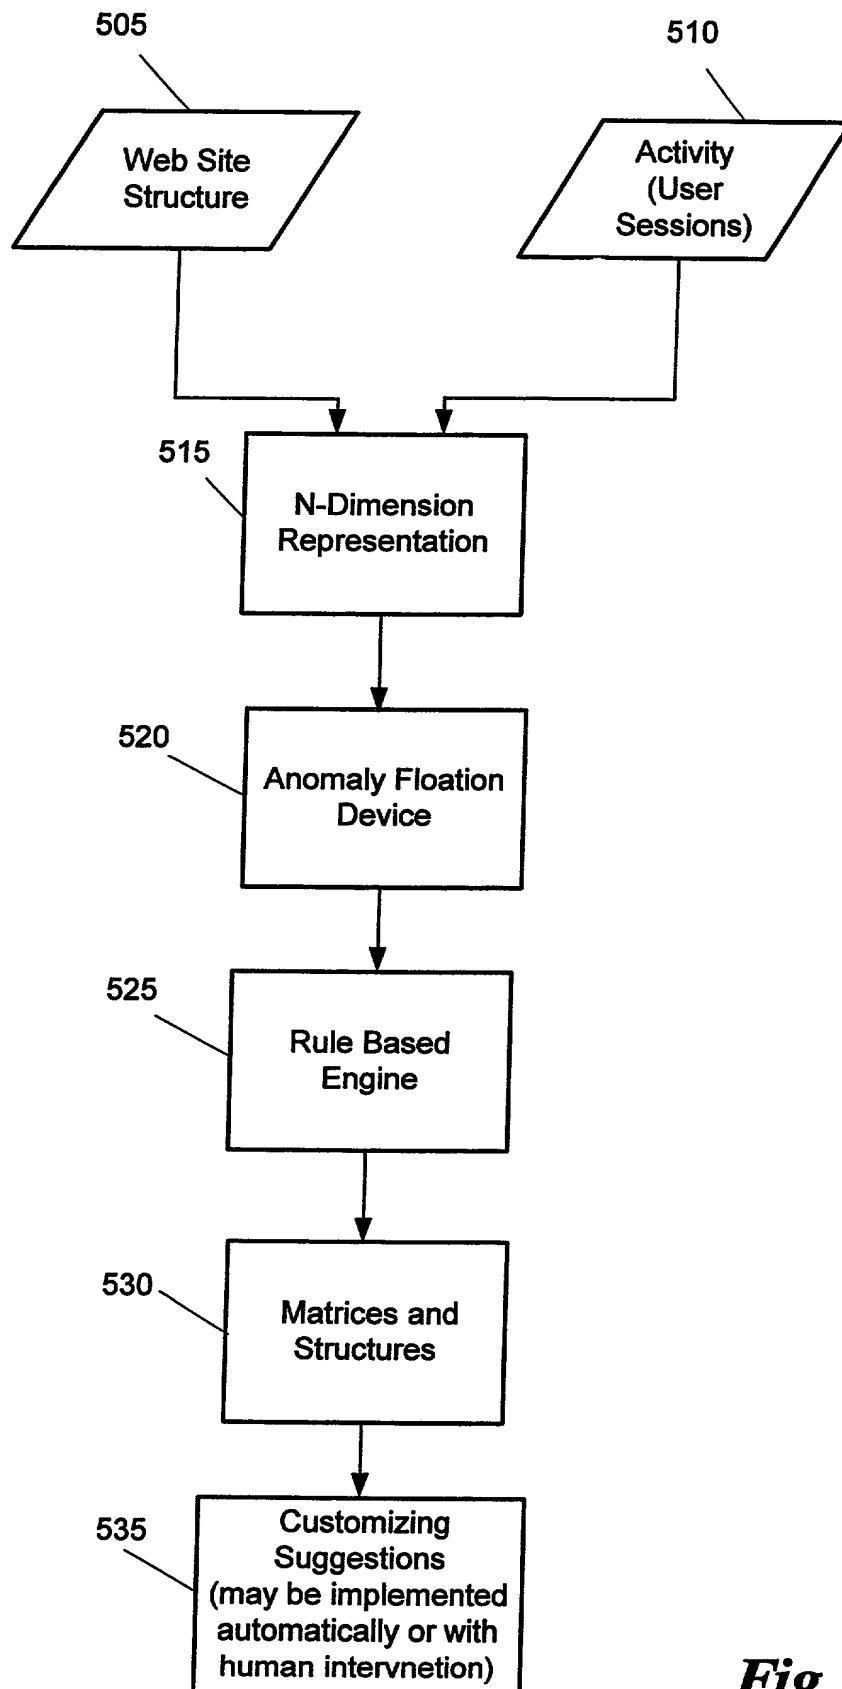 505
510
Web Site
Structure
Activity
(User
Sessions)
515
N-Dimension
Representation
520
Anomaly Floation
Device
525
Rule Based
Engine
530
Matrices and
Structures
535
Customizing
Suggestions
(may be implemented
automatically or with
human intervnetion)
Fig